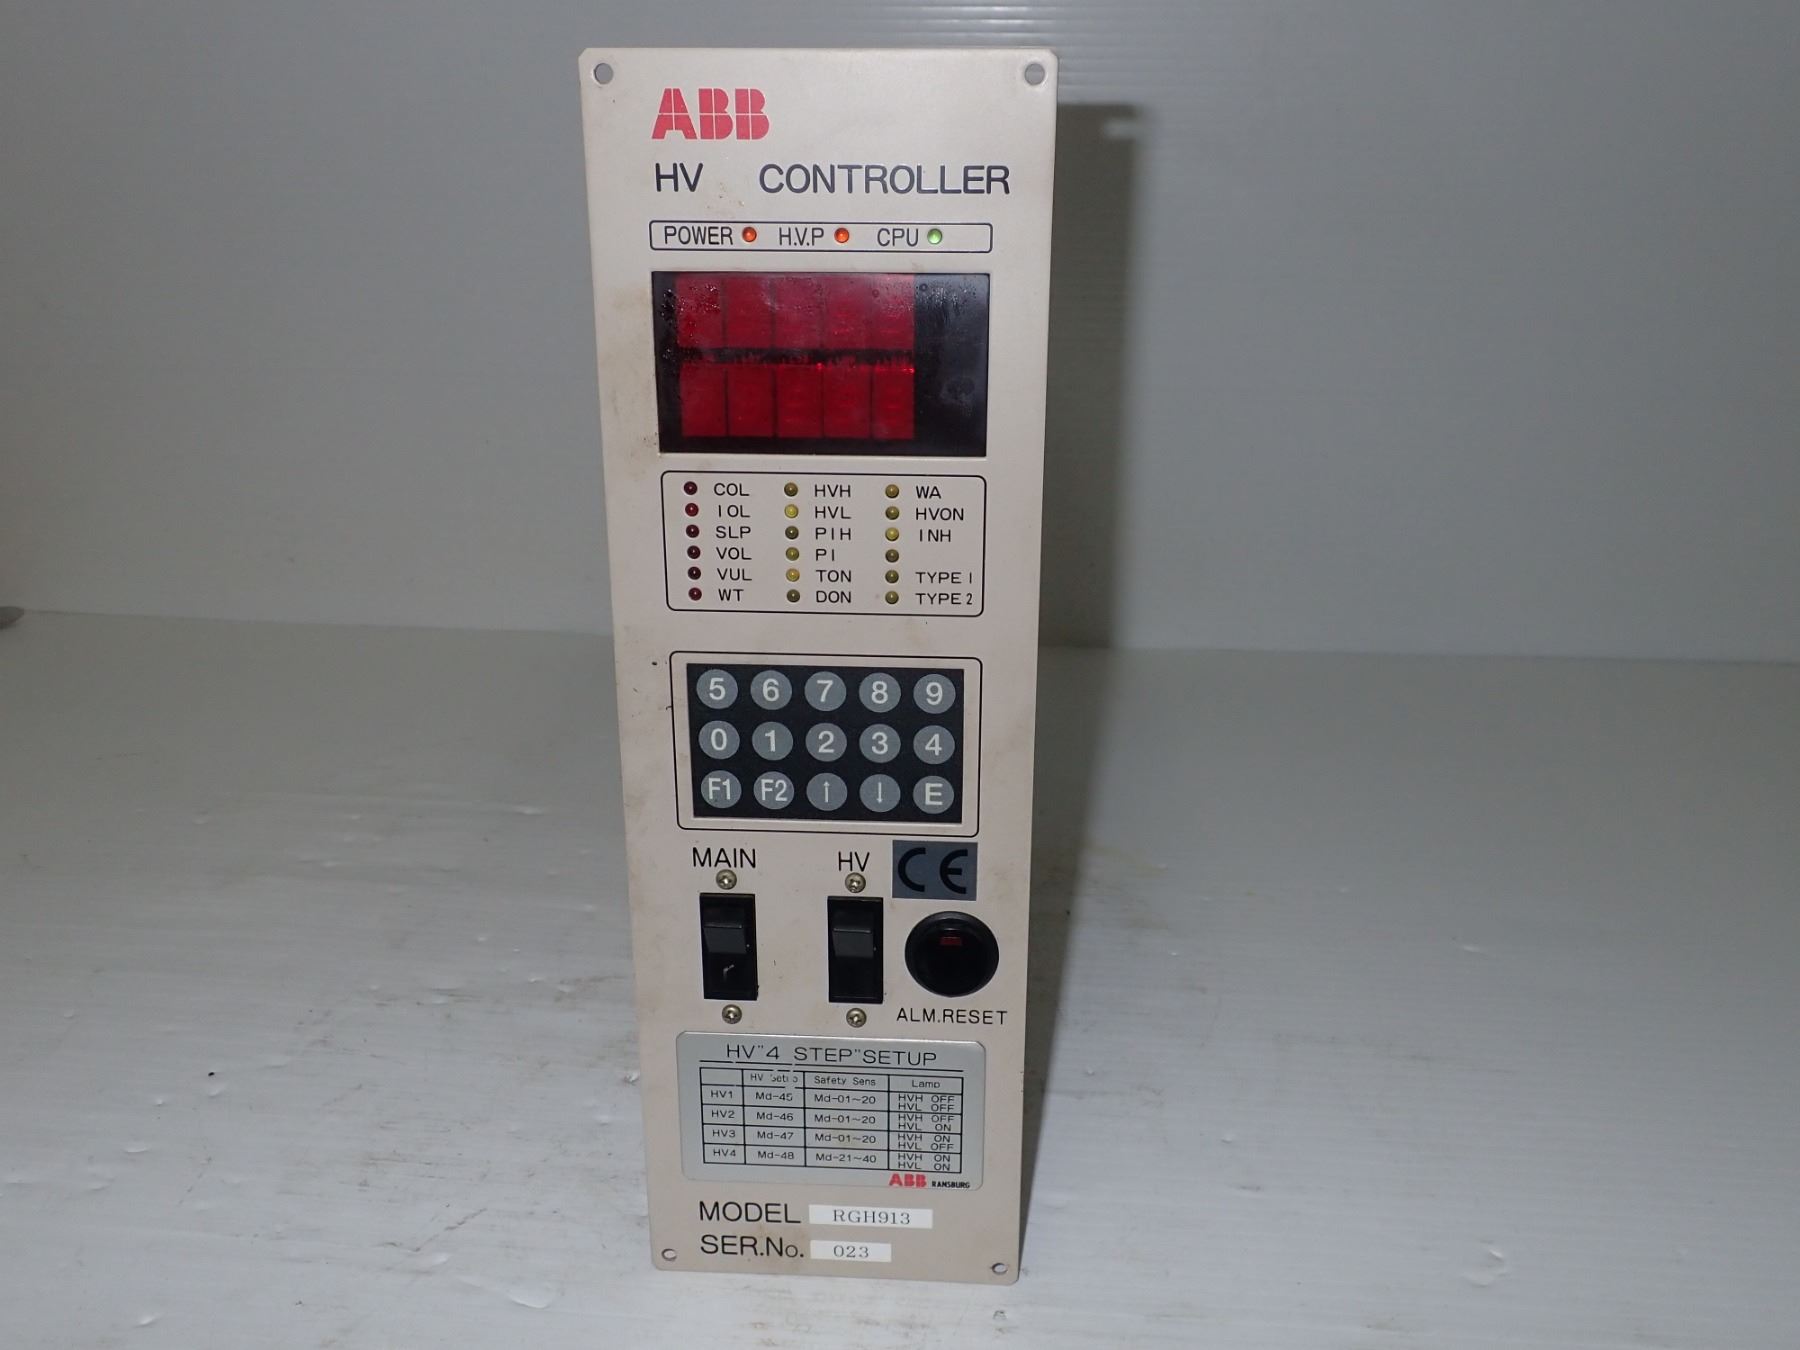 ABB
HV CONTROLLER
POWER H.V.P CPU
COL HVH WA
IOL HVL HVON
SLP PIH INH
VOL PI
VUL TON TYPE 1
WT DON TYPE 2
5 6 7 8 9
0 1 2 3 4
F1 F2 ↑ ↓ E
MAIN HV CE
ALM.RESET
HV"4 STEP"SETUP
HV Setup Safety Sens Lamp
HV1 Md-45 Md-01~20 HVH OFF
HVL OFF
HV2 Md-46 Md-01~20 HVH OFF
HVL ON
HV3 Md-47 Md-01~20 HVH ON
HVL OFF
HV4 Md-48 Md-21~40 HVH ON
HVL ON
ABB RANSBURG
MODEL RGH913
SER.No. 023